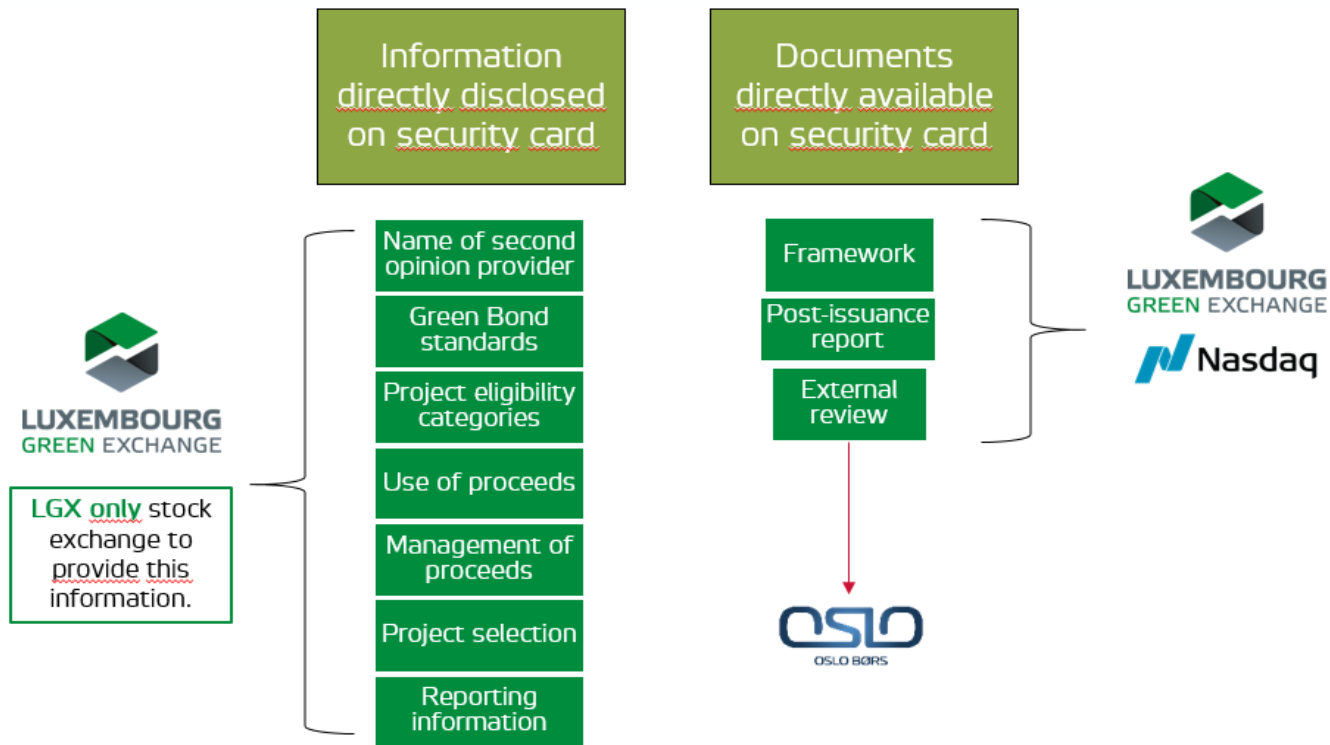 Information
directly disclosed
on security card
Documents
directly available
on security card
Name of second
opinion provider
Green Bond
standards
Project eligibility
categories
Use of proceeds
Management of
proceeds
Project selection
Reporting
information
LUXEMBOURG
GREEN EXCHANGE
LGX only stock
exchange to
provide this
information.
Framework
Post-issuance
report
External
review
LUXEMBOURG
GREEN EXCHANGE
Nasdaq
OSLO
OSLO BØRS